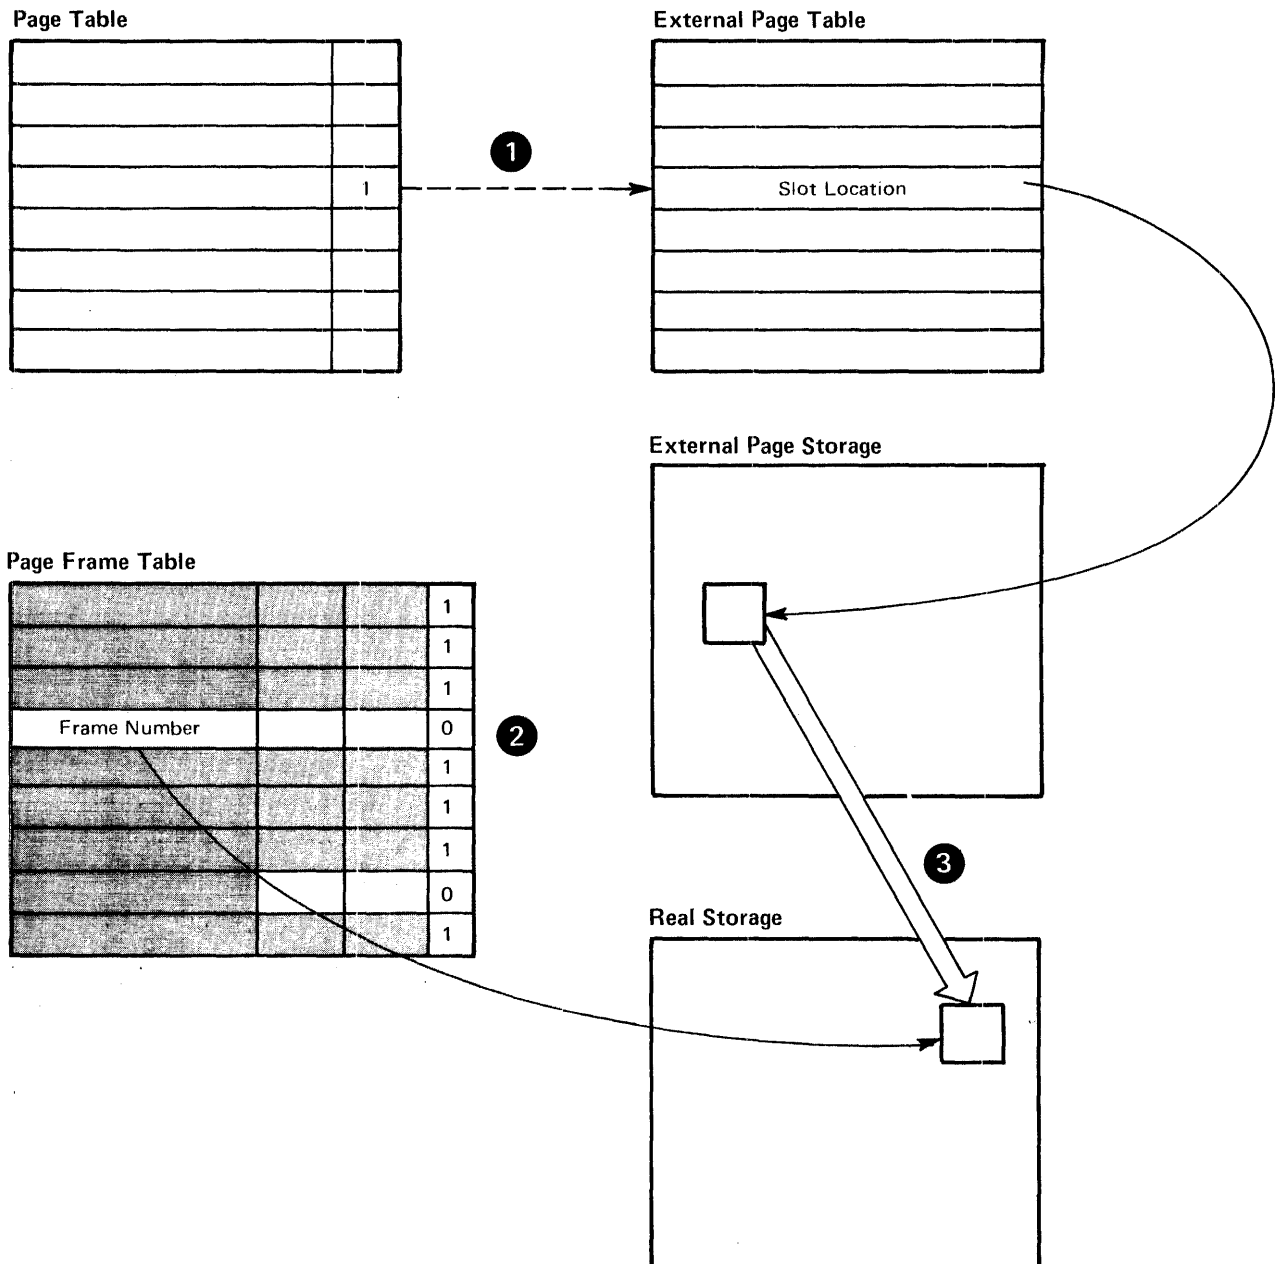 Page Table
External Page Table
1
1
Slot Location
External Page Storage
Page Frame Table
1
1
1
Frame Number
0
2
1
1
1
3
0
Real Storage
1